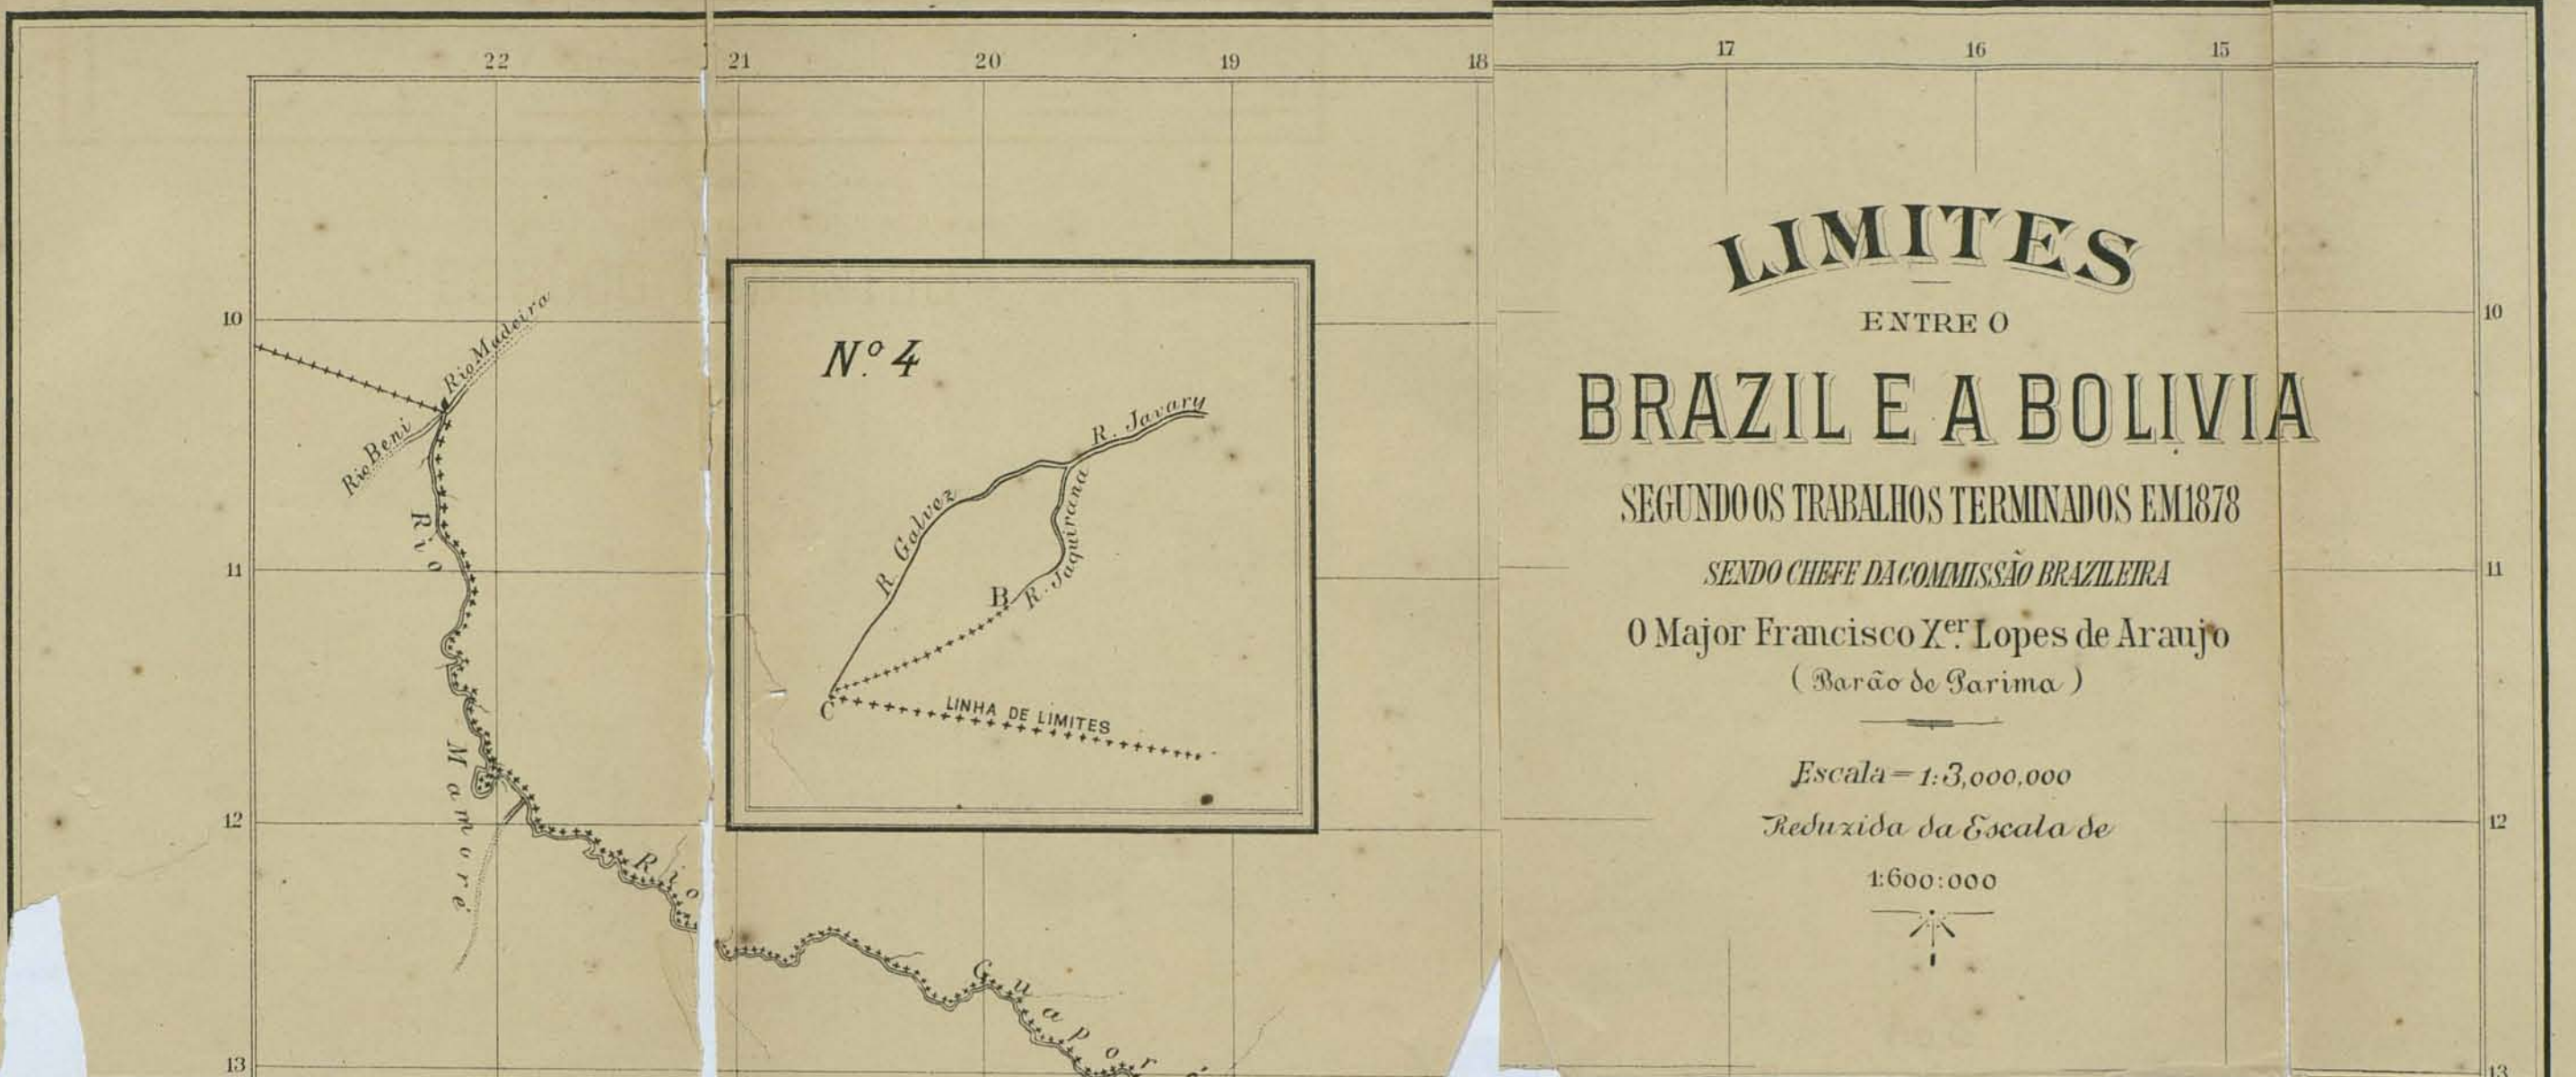 22
21
20
19
18
17
16
15
10
11
12
13
10
11
12
13
Rio Madeira
Rio Beni
Rio
Mamoré
Rio
Guaporé
Nº 4
R. Javary
R. Galvez
R. Jaquirana
B
C
LINHA DE LIMITES
LIMITES
ENTRE O
BRAZIL E A BOLIVIA
SEGUNDO OS TRABALHOS TERMINADOS EM 1878
SENDO CHEFE DA COMMISSÃO BRAZILEIRA
O Major Francisco X.er Lopes de Araujo
(Barão de Parima)
Escala = 1:3,000,000
Reduzida da Escala de
1:600:000